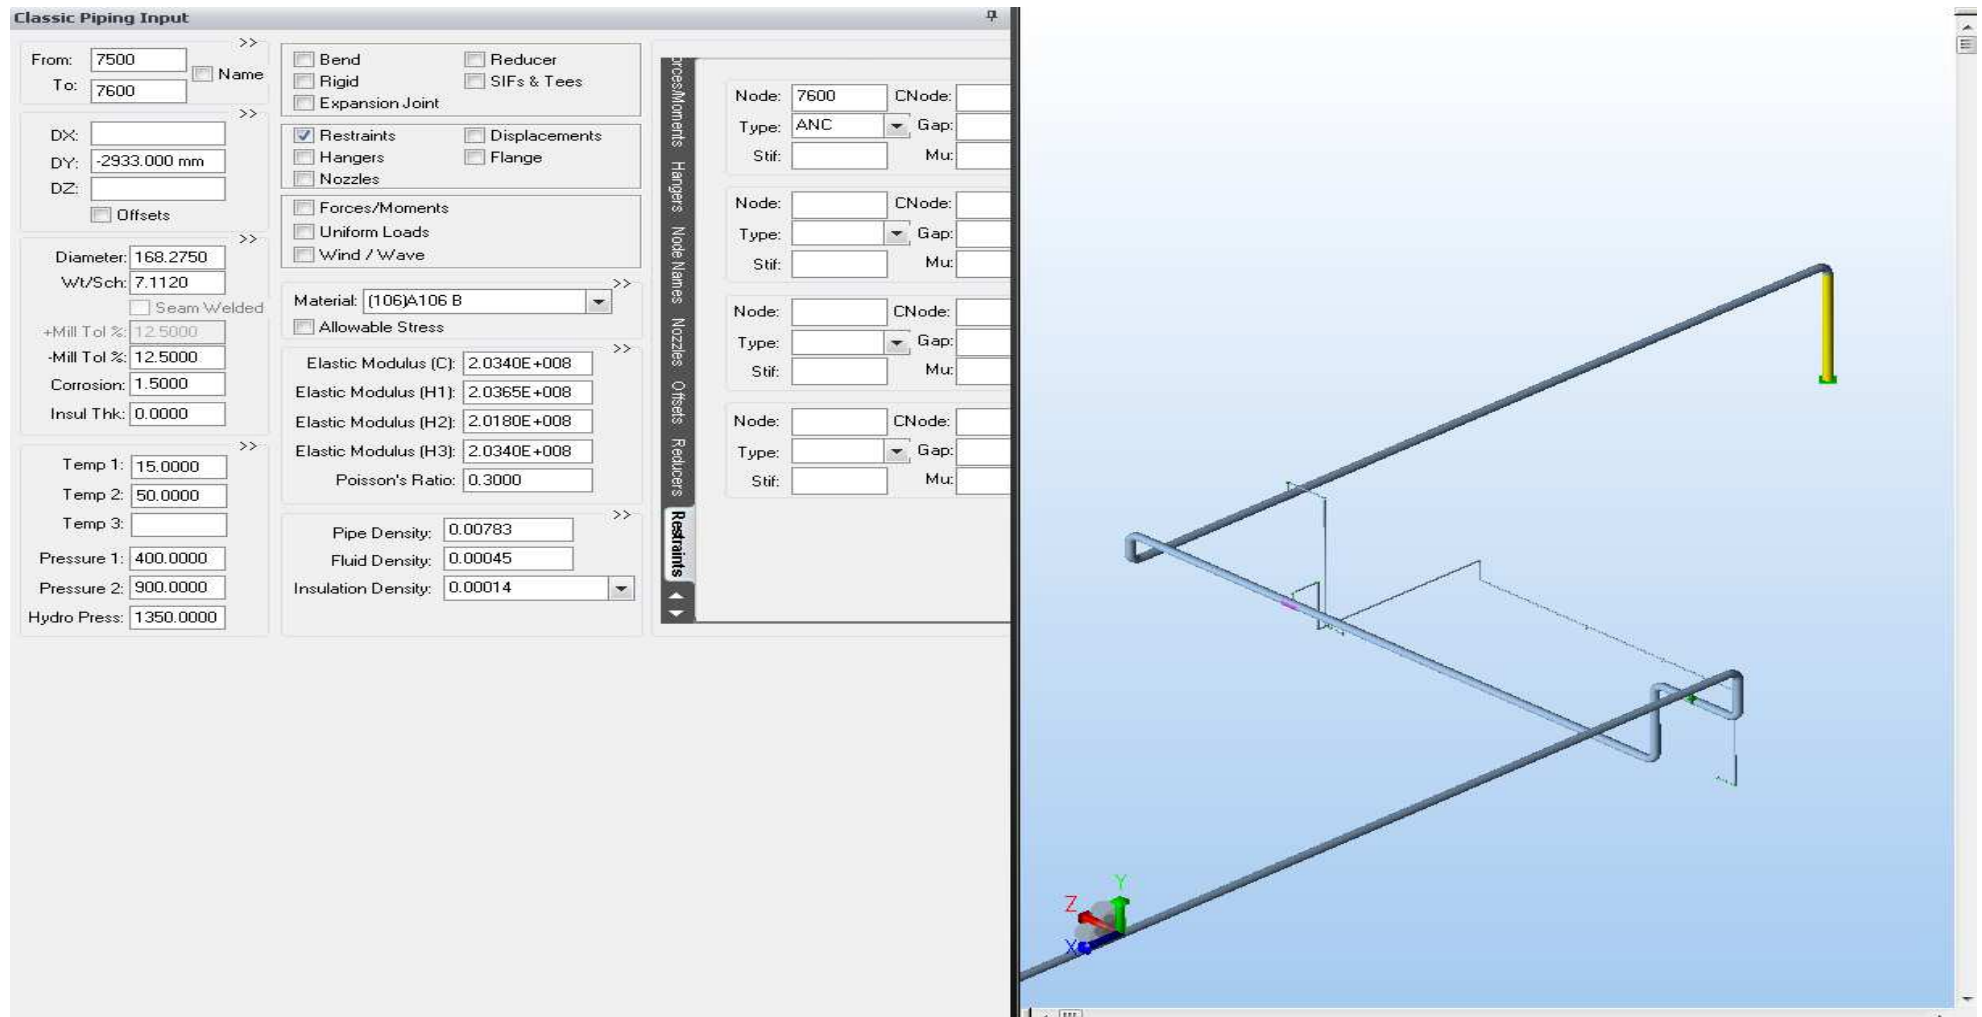 Classic Piping Input
>>
From: 7500
Name
To: 7600
>>
DX:
DY: -2933.000 mm
DZ:
Offsets
>>
Diameter: 168.2750
Wt/Sch: 7.1120
Seam Welded
+Mill Tol %: 12.5000
-Mill Tol %: 12.5000
Corrosion: 1.5000
Insul Thk: 0.0000
>>
Temp 1: 15.0000
Temp 2: 50.0000
Temp 3:
Pressure 1: 400.0000
Pressure 2: 900.0000
Hydro Press: 1350.0000
Bend Reducer
Rigid SIFs & Tees
Expansion Joint
Restraints Displacements
Hangers Flange
Nozzles
Forces/Moments
Uniform Loads
Wind / Wave
>>
Material: (106)A106 B
Allowable Stress
>>
Elastic Modulus (C): 2.0340E+008
Elastic Modulus (H1): 2.0365E+008
Elastic Modulus (H2): 2.0180E+008
Elastic Modulus (H3): 2.0340E+008
Poisson's Ratio: 0.3000
>>
Pipe Density: 0.00783
Fluid Density: 0.00045
Insulation Density: 0.00014
orces/Moments
Hangers
Node Names
Nozzles
Offsets
Reducers
Restraints
Node: 7600 CNode:
Type: ANC Gap:
Stif: Mu:
Node: CNode:
Type: Gap:
Stif: Mu:
Node: CNode:
Type: Gap:
Stif: Mu:
Node: CNode:
Type: Gap:
Stif: Mu:
Y
Z
X